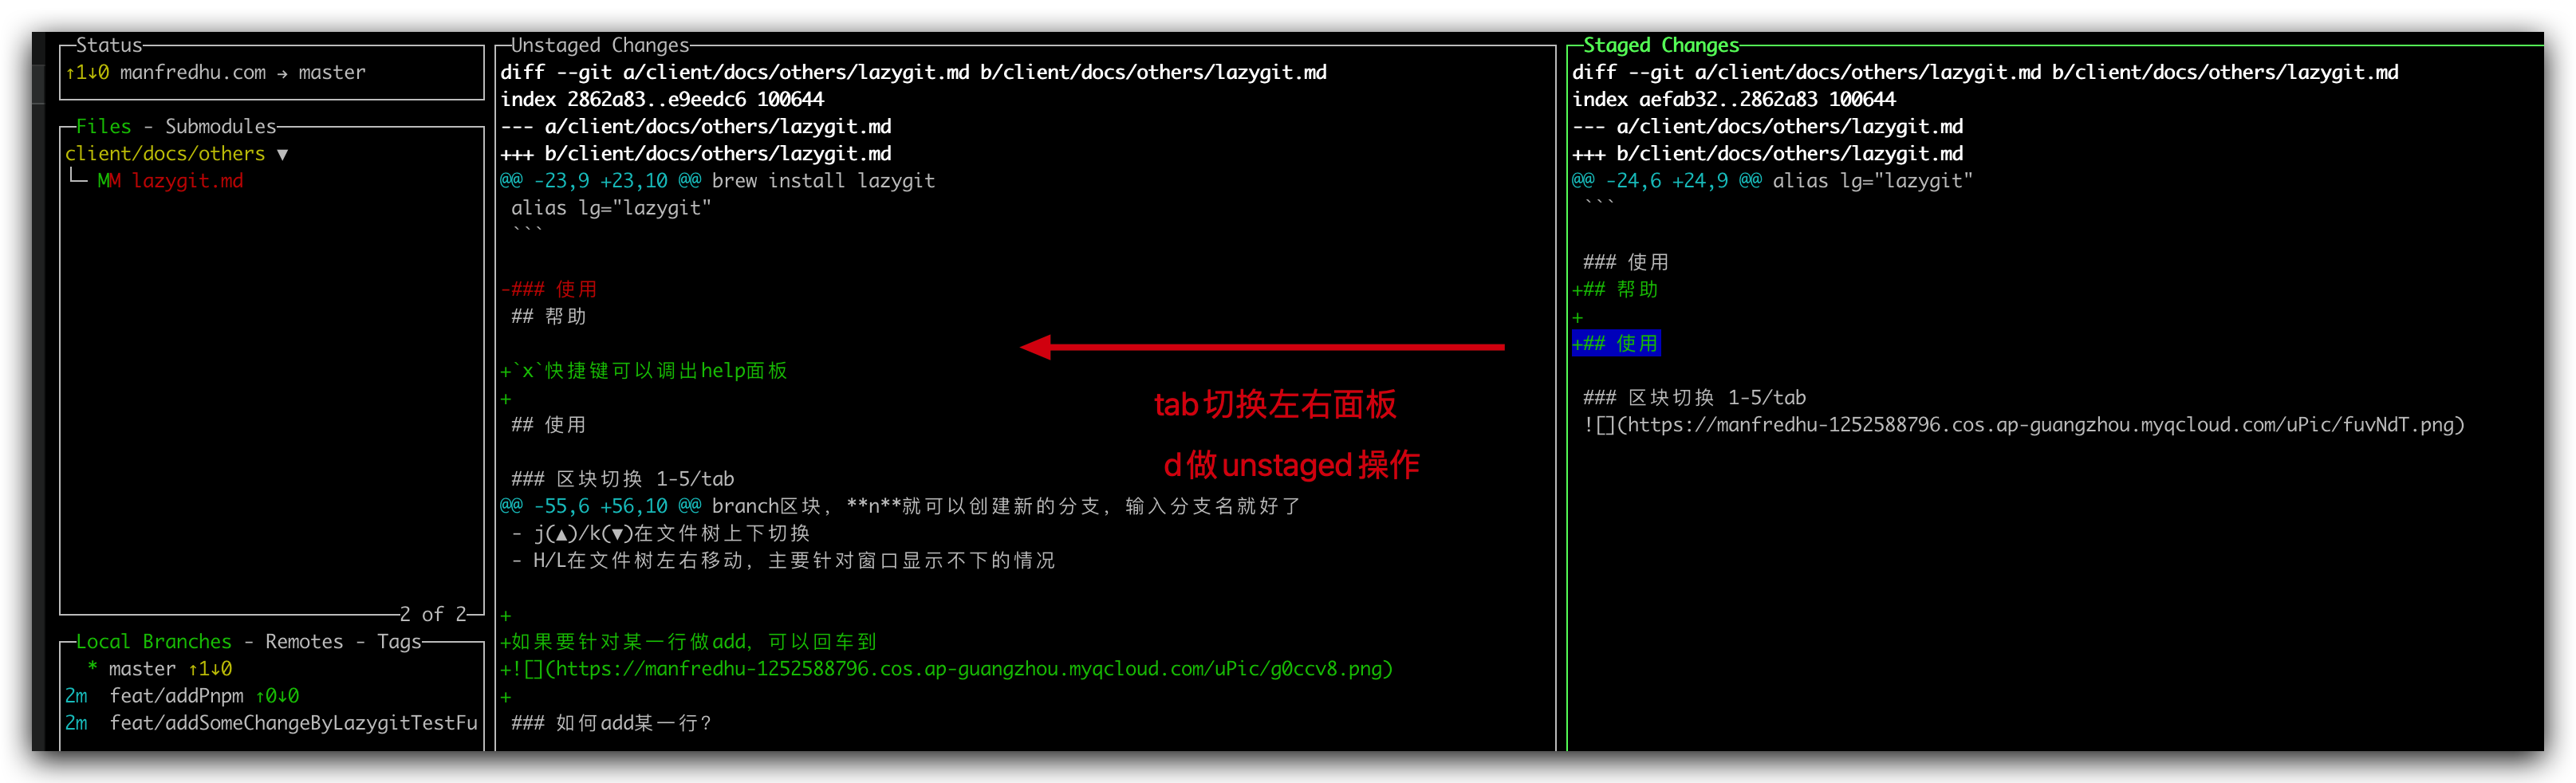 Status
↑1↓0 manfredhu.com → master
Files - Submodules
client/docs/others ▼
└─ MM lazygit.md
2 of 2
Local Branches - Remotes - Tags
* master ↑1↓0
2m feat/addPnpm ↑0↓0
2m feat/addSomeChangeByLazygitTestFu
Unstaged Changes
diff --git a/client/docs/others/lazygit.md b/client/docs/others/lazygit.md
index 2862a83..e9eedc6 100644
--- a/client/docs/others/lazygit.md
+++ b/client/docs/others/lazygit.md
@@ -23,9 +23,10 @@ brew install lazygit
 alias lg="lazygit"
 ```
-### 使用
 ## 帮助
+`x`快捷键可以调出help面板
+
 ## 使用
 ### 区块切换 1-5/tab
@@ -55,6 +56,10 @@ branch区块，**n**就可以创建新的分支，输入分支名就好了
 - j(▲)/k(▼)在文件树上下切换
 - H/L在文件树左右移动，主要针对窗口显示不下的情况
+
+如果要针对某一行做add，可以回车到
+![](https://manfredhu-1252588796.cos.ap-guangzhou.myqcloud.com/uPic/g0ccv8.png)
+
 ### 如何add某一行？
tab切换左右面板
d做unstaged操作
Staged Changes
diff --git a/client/docs/others/lazygit.md b/client/docs/others/lazygit.md
index aefab32..2862a83 100644
--- a/client/docs/others/lazygit.md
+++ b/client/docs/others/lazygit.md
@@ -24,6 +24,9 @@ alias lg="lazygit"
 ```
 ### 使用
+## 帮助
+
+## 使用
 ### 区块切换 1-5/tab
 ![](https://manfredhu-1252588796.cos.ap-guangzhou.myqcloud.com/uPic/fuvNdT.png)